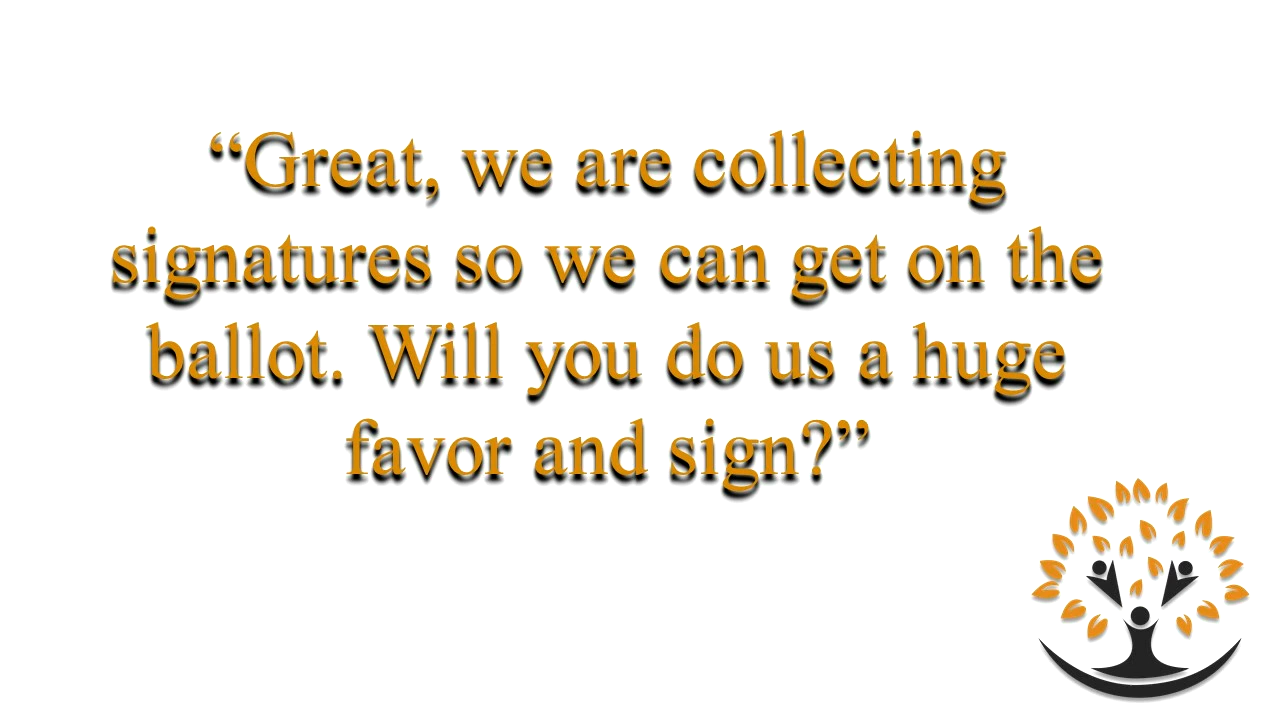 “Great, we are collecting
signatures so we can get on the
ballot. Will you do us a huge
favor and sign?”